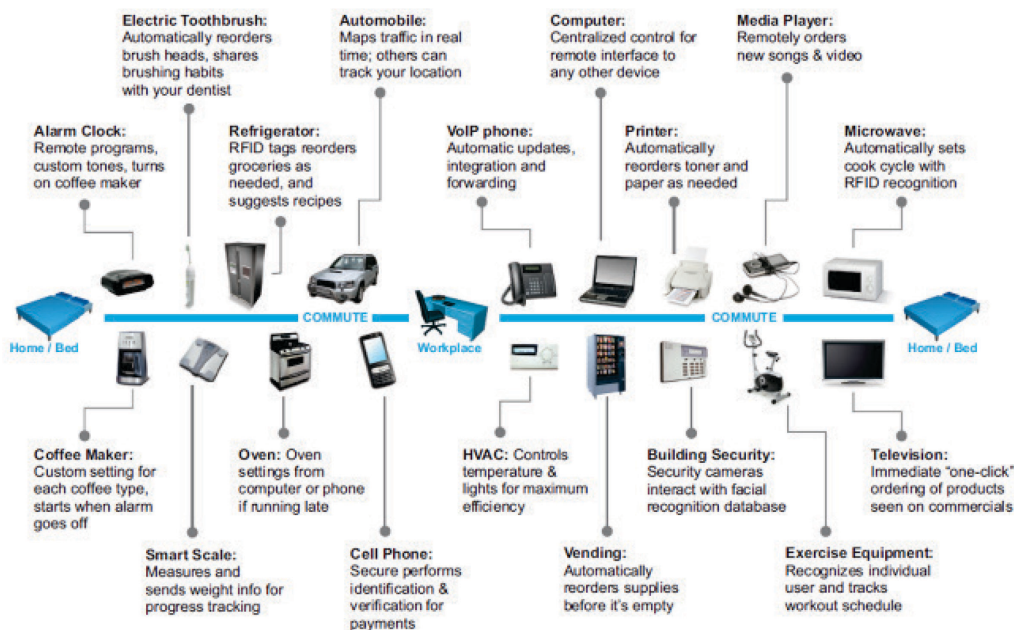 Electric Toothbrush:
Automatically reorders
brush heads, shares
brushing habits
with your dentist
Automobile:
Maps traffic in real
time; others can
track your location
Computer:
Centralized control for
remote interface to
any other device
Media Player:
Remotely orders
new songs & video
Alarm Clock:
Remote programs,
custom tones, turns
on coffee maker
Refrigerator:
RFID tags reorders
groceries as
needed, and
suggests recipes
VoIP phone:
Automatic updates,
integration and
forwarding
Printer:
Automatically
reorders toner and
paper as needed
Microwave:
Automatically sets
cook cycle with
RFID recognition
Home / Bed
COMMUTE
Workplace
COMMUTE
Home / Bed
Coffee Maker:
Custom setting for
each coffee type,
starts when alarm
goes off
Oven: Oven
settings from
computer or phone
if running late
HVAC: Controls
temperature &
lights for maximum
efficiency
Building Security:
Security cameras
interact with facial
recognition database
Television:
Immediate “one-click”
ordering of products
seen on commercials
Smart Scale:
Measures and
sends weight info for
progress tracking
Cell Phone:
Secure performs
identification &
verification for
payments
Vending:
Automatically
reorders supplies
before it's empty
Exercise Equipment:
Recognizes individual
user and tracks
workout schedule